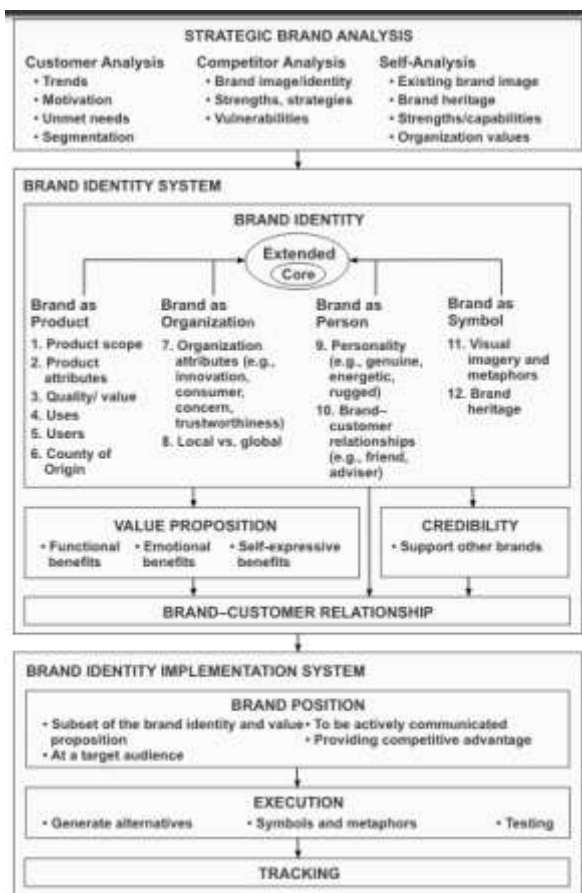 STRATEGIC BRAND ANALYSIS
Customer Analysis
• Trends
• Motivation
• Unmet needs
• Segmentation
Competitor Analysis
• Brand image/identity
• Strengths, strategies
• Vulnerabilities
Self-Analysis
• Existing brand image
• Brand heritage
• Strengths/capabilities
• Organization values
BRAND IDENTITY SYSTEM
BRAND IDENTITY
Extended
Core
Brand as
Product
1. Product scope
2. Product
attributes
3. Quality/ value
4. Uses
5. Users
6. County of
Origin
Brand as
Organization
7. Organization
attributes (e.g.,
innovation,
consumer,
concern,
trustworthiness)
8. Local vs. global
Brand as
Person
9. Personality
(e.g., genuine,
energetic,
rugged)
10. Brand–
customer
relationships
(e.g., friend,
adviser)
Brand as
Symbol
11. Visual
imagery and
metaphors
12. Brand
heritage
VALUE PROPOSITION
• Functional
benefits
• Emotional
benefits
• Self-expressive
benefits
CREDIBILITY
• Support other brands
BRAND–CUSTOMER RELATIONSHIP
BRAND IDENTITY IMPLEMENTATION SYSTEM
BRAND POSITION
• Subset of the brand identity and value
proposition
• At a target audience
• To be actively communicated
• Providing competitive advantage
EXECUTION
• Generate alternatives
• Symbols and metaphors
• Testing
TRACKING